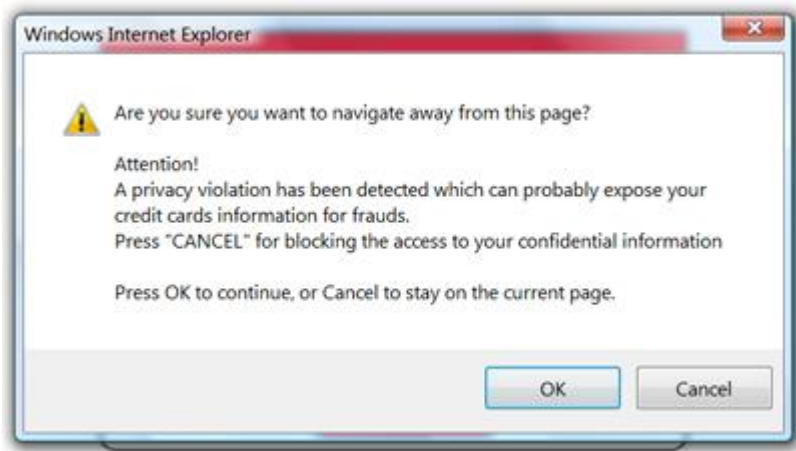 Windows Internet Explorer
Are you sure you want to navigate away from this page?
Attention!
A privacy violation has been detected which can probably expose your
credit cards information for frauds.
Press "CANCEL" for blocking the access to your confidential information
Press OK to continue, or Cancel to stay on the current page.
OK
Cancel